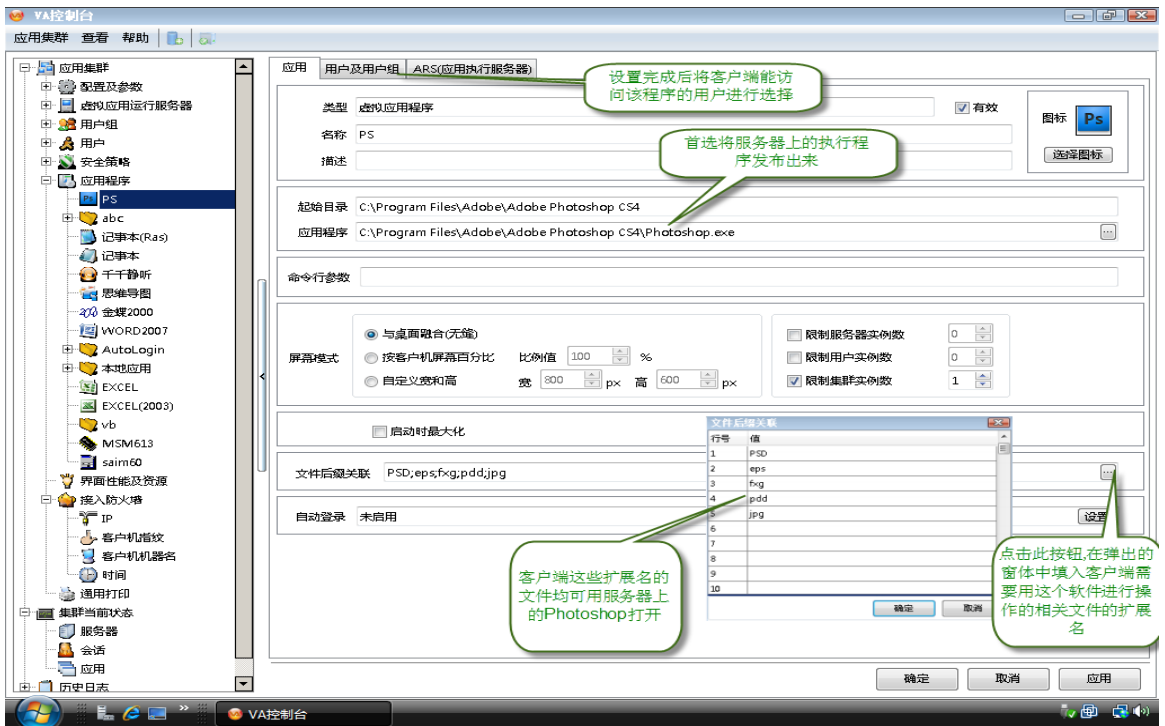 VA控制台
应用集群 查看 帮助
应用集群
配置及参数
虚拟应用运行服务器
用户组
用户
安全策略
应用程序
PS
abc
记事本(Ras)
记事本
千千静听
思维导图
金蝶2000
WORD2007
AutoLogin
本地应用
EXCEL
EXCEL(2003)
vb
MSM613
saim60
界面性能及资源
接入防火墙
IP
客户机指纹
客户机机器名
时间
通用打印
集群当前状态
服务器
会话
应用
历史日志
应用 用户及用户组 ARS(应用执行服务器)
设置完成后将客户端能访
问该程序的用户进行选择
类型 虚拟应用程序 有效
图标 Ps
名称 PS
首选将服务器上的执行程
序发布出来
描述
选择图标
起始目录 C:\Program Files\Adobe\Adobe Photoshop CS4
应用程序 C:\Program Files\Adobe\Adobe Photoshop CS4\Photoshop.exe ...
命令行参数
屏幕模式
与桌面融合(无缝)
按客户机屏幕百分比 比例值 100 %
自定义宽和高 宽 800 px 高 600 px
限制服务器实例数 0
限制用户实例数 0
限制集群实例数 1
启动时最大化
文件后缀关联 PSD;eps;fxg;pdd;jpg ...
自动登录 未启用 设置
文件后缀关联
行号 值
1 PSD
2 eps
3 fxg
4 pdd
5 jpg
6
7
8
9
10
确定 取消
客户端这些扩展名的
文件均可用服务器上
的Photoshop打开
点击此按钮,在弹出的
窗体中填入客户端需
要用这个软件进行操
作的相关文件的扩展
名
确定 取消 应用
VA控制台